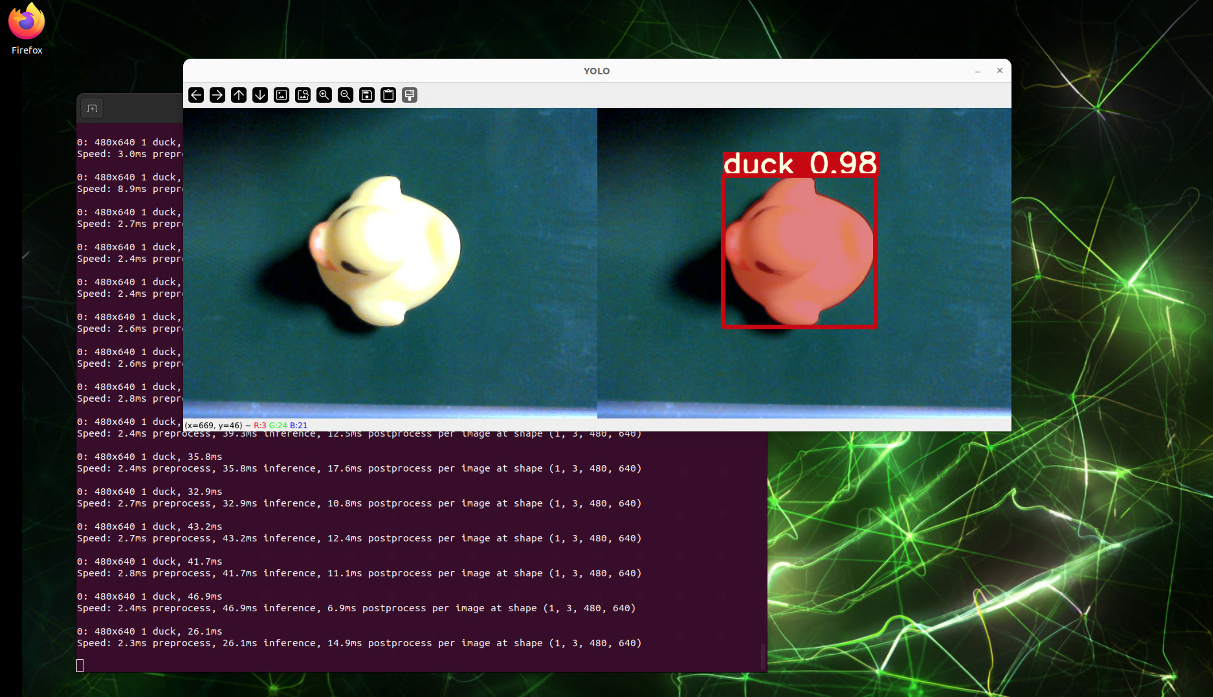 Firefox
YOLO
duck 0.98
(x=669, y=46) ~ R:3 G:24 B:21
0: 480x640 1 duck,
Speed: 3.0ms prepr
0: 480x640 1 duck,
Speed: 8.9ms prepr
0: 480x640 1 duck,
Speed: 2.7ms prepr
0: 480x640 1 duck,
Speed: 2.4ms prepr
0: 480x640 1 duck,
Speed: 2.4ms prepr
0: 480x640 1 duck,
Speed: 2.6ms prepr
0: 480x640 1 duck,
Speed: 2.6ms prepr
0: 480x640 1 duck,
Speed: 2.8ms prepr
0: 480x640 1 duck,
Speed: 2.4ms preprocess, 39.3ms inference, 12.5ms postprocess per image at shape (1, 3, 480, 640)
0: 480x640 1 duck, 35.8ms
Speed: 2.4ms preprocess, 35.8ms inference, 17.6ms postprocess per image at shape (1, 3, 480, 640)
0: 480x640 1 duck, 32.9ms
Speed: 2.7ms preprocess, 32.9ms inference, 10.8ms postprocess per image at shape (1, 3, 480, 640)
0: 480x640 1 duck, 43.2ms
Speed: 2.7ms preprocess, 43.2ms inference, 12.4ms postprocess per image at shape (1, 3, 480, 640)
0: 480x640 1 duck, 41.7ms
Speed: 2.8ms preprocess, 41.7ms inference, 11.1ms postprocess per image at shape (1, 3, 480, 640)
0: 480x640 1 duck, 46.9ms
Speed: 2.4ms preprocess, 46.9ms inference, 6.9ms postprocess per image at shape (1, 3, 480, 640)
0: 480x640 1 duck, 26.1ms
Speed: 2.3ms preprocess, 26.1ms inference, 14.9ms postprocess per image at shape (1, 3, 480, 640)